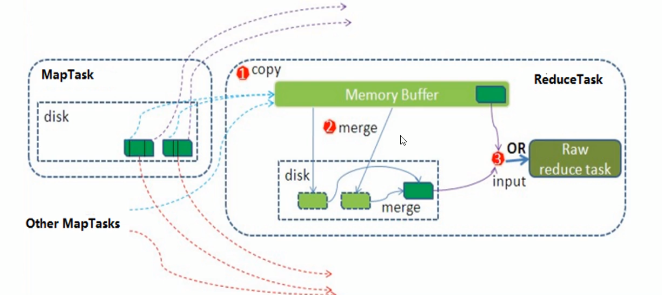 MapTask
disk
Other MapTasks
1 copy
Memory Buffer
ReduceTask
2 merge
disk
merge
3
OR
input
Raw
reduce task